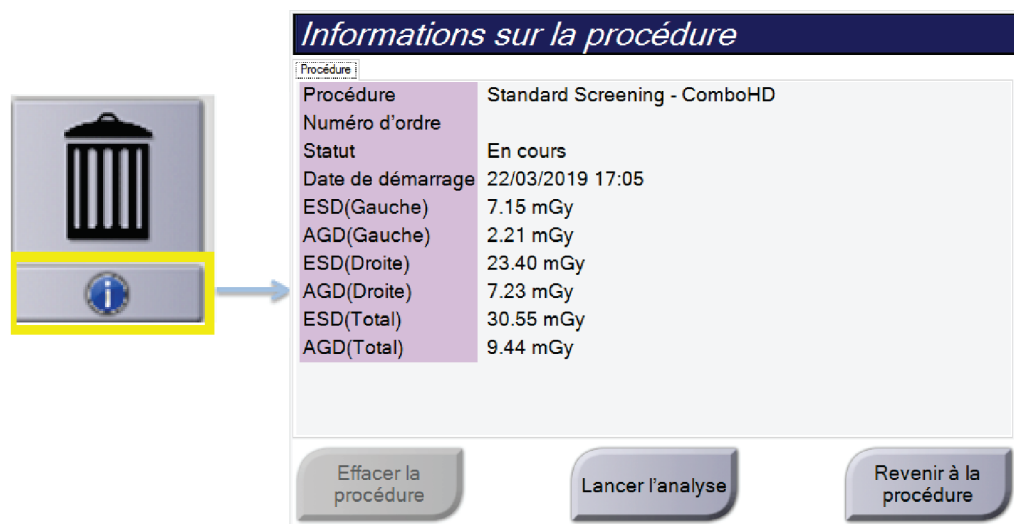 Informations sur la procédure
Procédure
Procédure Standard Screening - ComboHD
Numéro d'ordre
Statut En cours
Date de démarrage 22/03/2019 17:05
ESD(Gauche) 7.15 mGy
AGD(Gauche) 2.21 mGy
ESD(Droite) 23.40 mGy
AGD(Droite) 7.23 mGy
ESD(Total) 30.55 mGy
AGD(Total) 9.44 mGy
Effacer la
procédure
Lancer l'analyse
Revenir à la
procédure